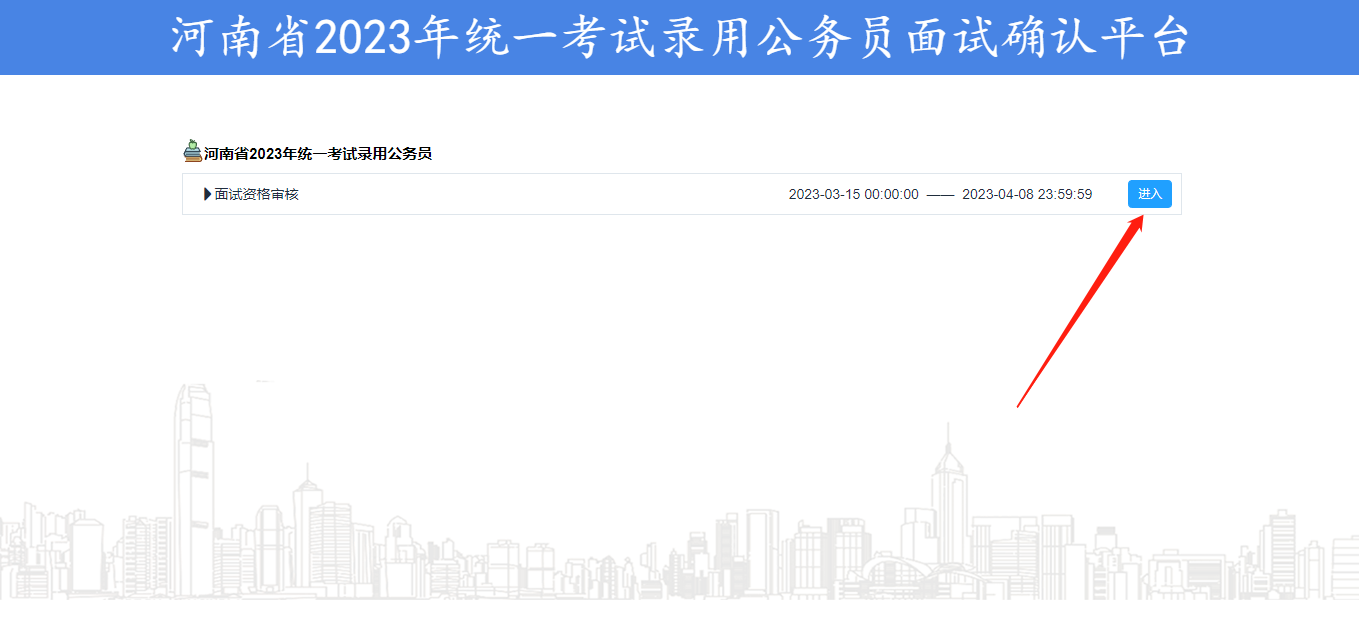 河南省2023年统一考试录用公务员面试确认平台
河南省2023年统一考试录用公务员
面试资格审核 2023-03-15 00:00:00 —— 2023-04-08 23:59:59 进入